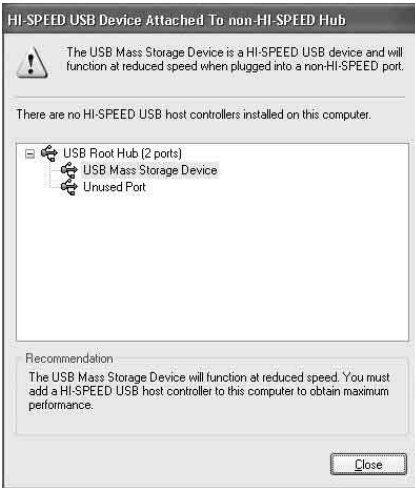 HI-SPEED USB Device Attached To non-HI-SPEED Hub
The USB Mass Storage Device is a HI-SPEED USB device and will
function at reduced speed when plugged into a non-HI-SPEED port.
There are no HI-SPEED USB host controllers installed on this computer.
USB Root Hub (2 ports)
USB Mass Storage Device
Unused Port
Recommendation
The USB Mass Storage Device will function at reduced speed. You must
add a HI-SPEED USB host controller to this computer to obtain maximum
performance.
Close